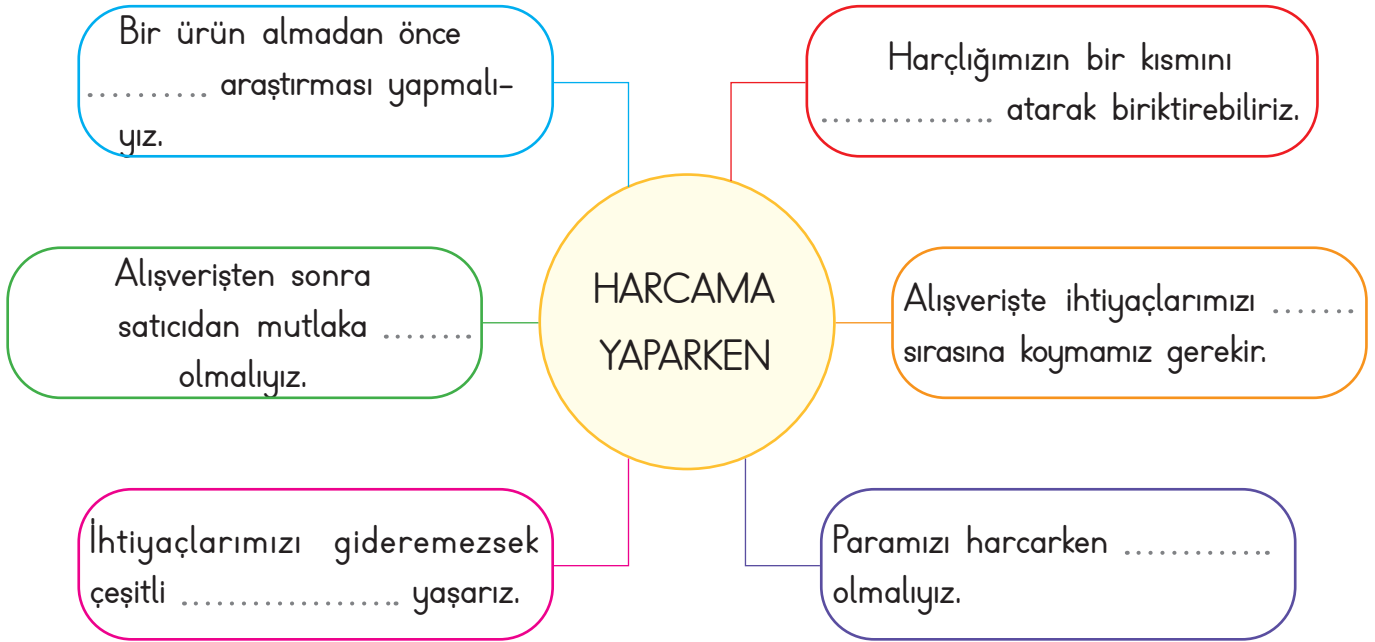 Bir ürün almadan önce
.......... araştırması yapmalı-
yız.
Harçlığımızın bir kısmını
............... atarak biriktirebiliriz.
Alışverişten sonra
satıcıdan mutlaka ........
olmalıyız.
HARCAMA
YAPARKEN
Alışverişte ihtiyaçlarımızı .......
sırasına koymamız gerekir.
İhtiyaçlarımızı gideremezsek
çeşitli ................... yaşarız.
Paramızı harcarken .............
olmalıyız.